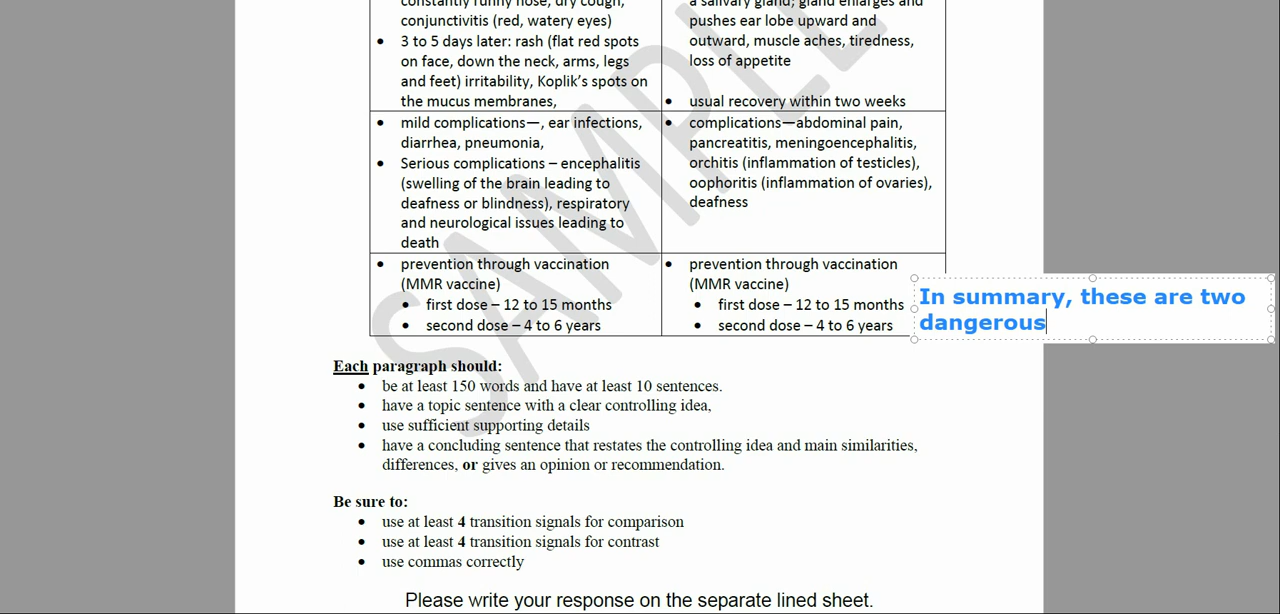 constantly runny nose, dry cough,
conjunctivitis (red, watery eyes)
• 3 to 5 days later: rash (flat red spots
on face, down the neck, arms, legs
and feet) irritability, Koplik's spots on
the mucus membranes,
a salivary gland; gland enlarges and
pushes ear lobe upward and
outward, muscle aches, tiredness,
loss of appetite
• usual recovery within two weeks
• mild complications—, ear infections,
diarrhea, pneumonia,
• Serious complications – encephalitis
(swelling of the brain leading to
deafness or blindness), respiratory
and neurological issues leading to
death
• complications—abdominal pain,
pancreatitis, meningoencephalitis,
orchitis (inflammation of testicles),
oophoritis (inflammation of ovaries),
deafness
• prevention through vaccination
(MMR vaccine)
• first dose – 12 to 15 months
• second dose – 4 to 6 years
• prevention through vaccination
(MMR vaccine)
• first dose – 12 to 15 months
• second dose – 4 to 6 years
In summary, these are two
dangerous
SAMPLE
Each paragraph should:
• be at least 150 words and have at least 10 sentences.
• have a topic sentence with a clear controlling idea,
• use sufficient supporting details
• have a concluding sentence that restates the controlling idea and main similarities,
differences, or gives an opinion or recommendation.
Be sure to:
• use at least 4 transition signals for comparison
• use at least 4 transition signals for contrast
• use commas correctly
Please write your response on the separate lined sheet.